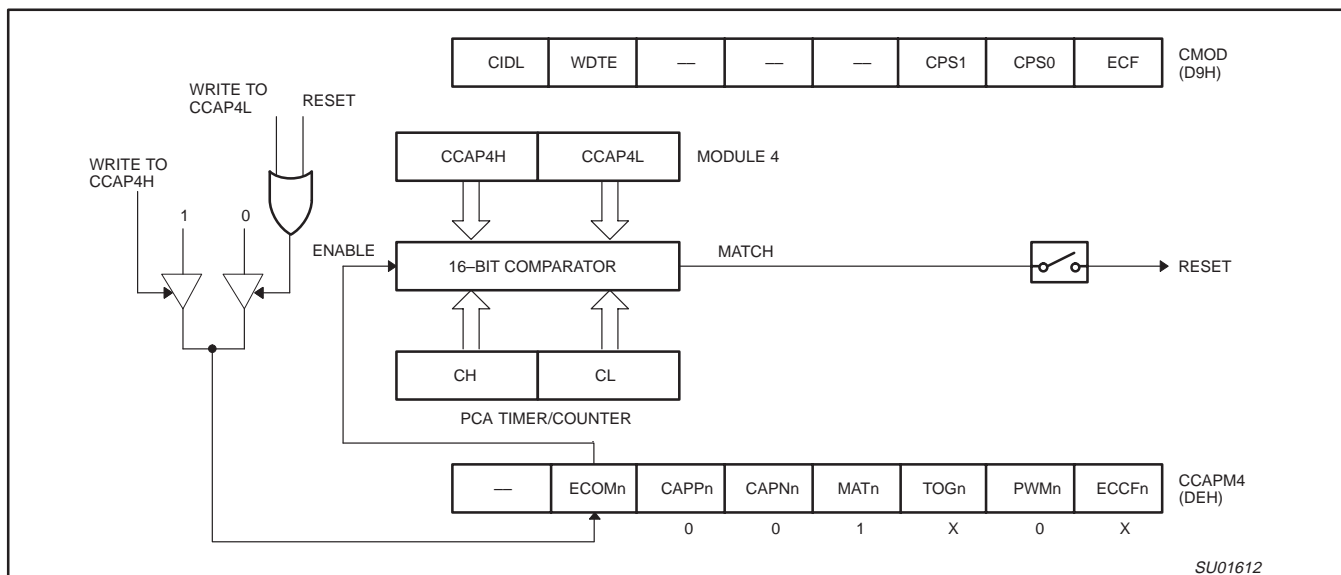 CIDL WDTE — — — CPS1 CPS0 ECF
CMOD
(D9H)
WRITE TO
CCAP4L
RESET
WRITE TO
CCAP4H
1 0
CCAP4H CCAP4L
MODULE 4
ENABLE
16–BIT COMPARATOR
MATCH
RESET
CH CL
PCA TIMER/COUNTER
— ECOMn CAPPn CAPNn MATn TOGn PWMn ECCFn
CCAPM4
(DEH)
0 0 1 X 0 X
SU01612